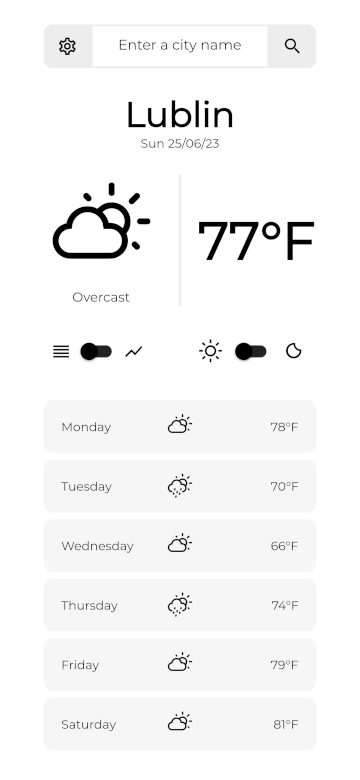 Enter a city name
Lublin
Sun 25/06/23
77°F
Overcast
Monday 78°F
Tuesday 70°F
Wednesday 66°F
Thursday 74°F
Friday 79°F
Saturday 81°F